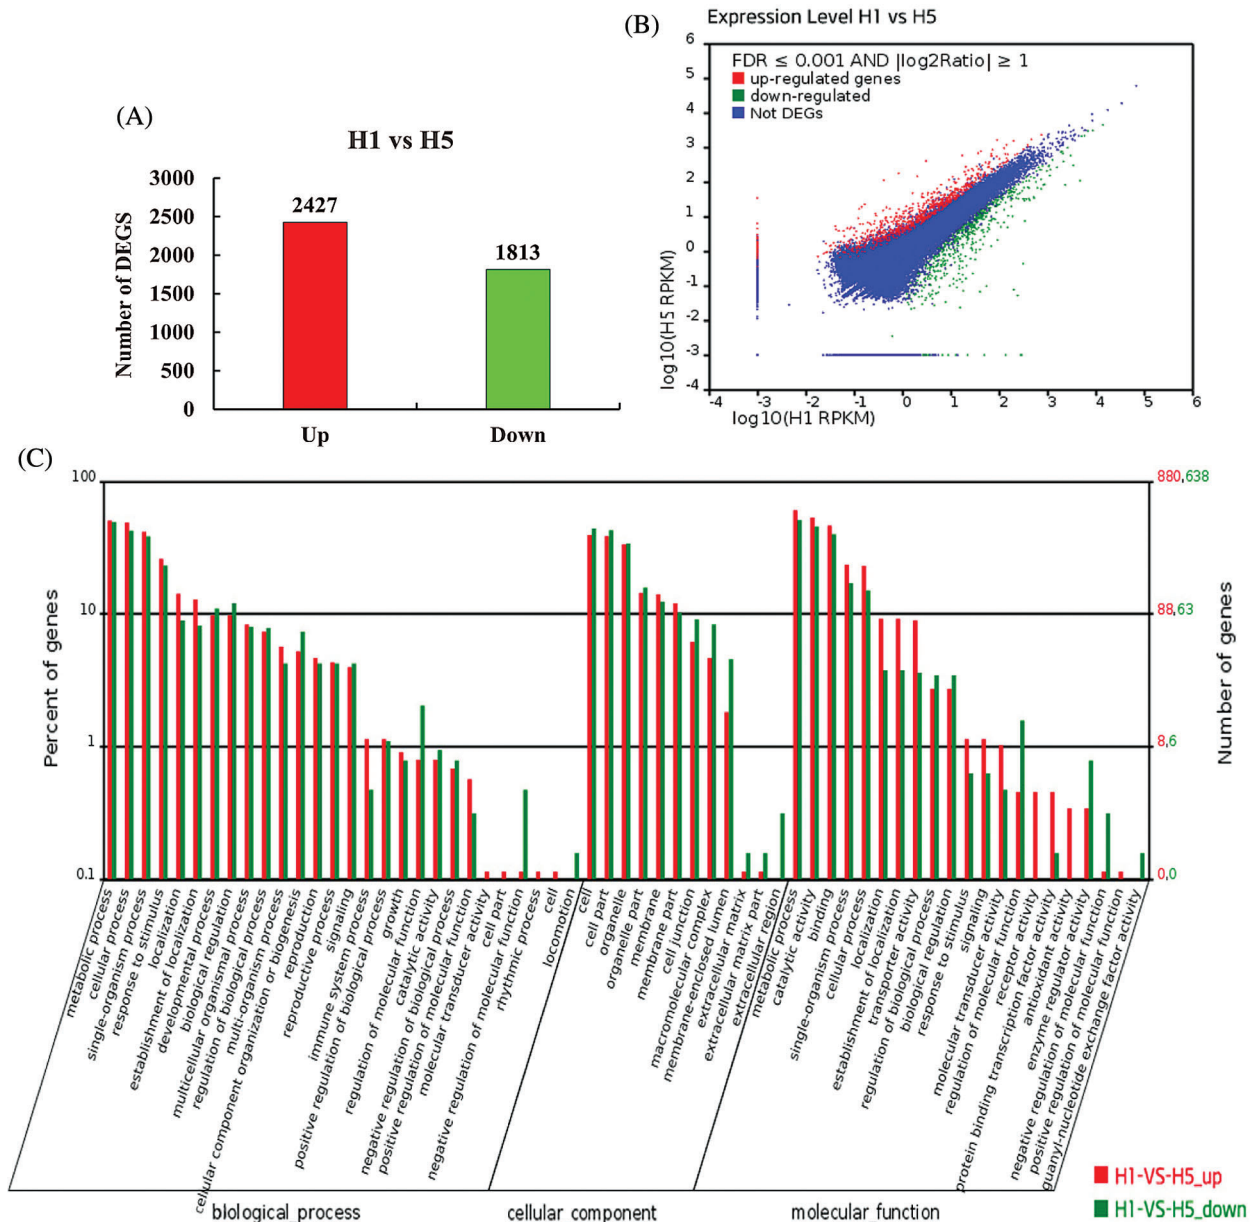 (A)
H1 vs H5
Number of DEGS
3000
2500
2000
1500
1000
500
0
2427
1813
Up
Down
(B)
Expression Level H1 vs H5
FDR ≤ 0.001 AND |log2Ratio| ≥ 1
up-regulated genes
down-regulated
Not DEGs
log10(H5 RPKM)
6
5
4
3
2
1
0
-1
-2
-3
-4
-4 -3 -2 -1 0 1 2 3 4 5 6
log10(H1 RPKM)
(C)
Percent of genes
100
10
1
0.1
Number of genes
880,638
88,63
8,6
0,0
metabolic process
cellular process
single-organism process
response to stimulus
localization
establishment of localization
developmental process
biological regulation
multicellular organismal process
regulation of biological process
multi-organism process
cellular component organization or biogenesis
reproduction
reproductive process
signaling
immune system process
positive regulation of biological process
growth
regulation of molecular function
catalytic activity
negative regulation of biological process
positive regulation of molecular function
molecular transducer activity
cell part
negative regulation of molecular function
rhythmic process
cell
locomotion
cell
cell part
organelle
organelle part
membrane
membrane part
cell junction
macromolecular complex
membrane-enclosed lumen
extracellular matrix
extracellular matrix part
extracellular region
metabolic process
catalytic activity
binding
single-organism process
cellular process
localization
establishment of localization
transporter activity
regulation of biological process
biological regulation
response to stimulus
signaling
molecular transducer activity
regulation of molecular function
receptor activity
protein binding transcription factor activity
antioxidant activity
enzyme regulator activity
negative regulation of molecular function
positive regulation of molecular function
guanyl-nucleotide exchange factor activity
biological_process
cellular_component
molecular_function
H1-VS-H5_up
H1-VS-H5_down